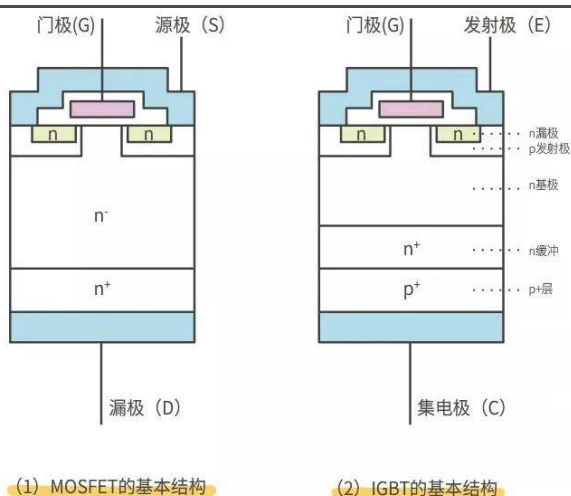 门极(G)
源极（S）
门极(G)
发射极（E）
n
n
n
n
n漏极
p发射极
n⁻
n基极
n⁺
n⁺
n缓冲
p⁺
p+层
漏极（D）
集电极（C）
（1）MOSFET的基本结构
（2）IGBT的基本结构